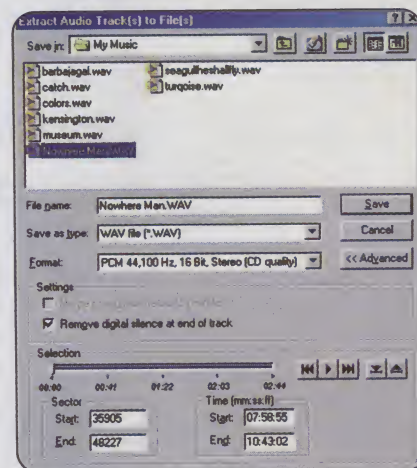 Extract Audio Track(s) to File(s)
Save in: My Music
barbajagal.wav
catch.wav
colors.wav
kensington.wav
museum.wav
Nowhere Man.WAV
seagullheshallfly.wav
turqoise.wav
File name: Nowhere Man.WAV Save
Save as type: WAV file (*.WAV) Cancel
Format: PCM 44,100 Hz, 16 Bit, Stereo (CD quality) << Advanced
Settings
Remove digital silence at end of track
Selection
00:00 00:41 01:22 02:03 02:44
Sector Time (mm:ss:ff)
Start: 35905 Start: 07:58:55
End: 48227 End: 10:43:02